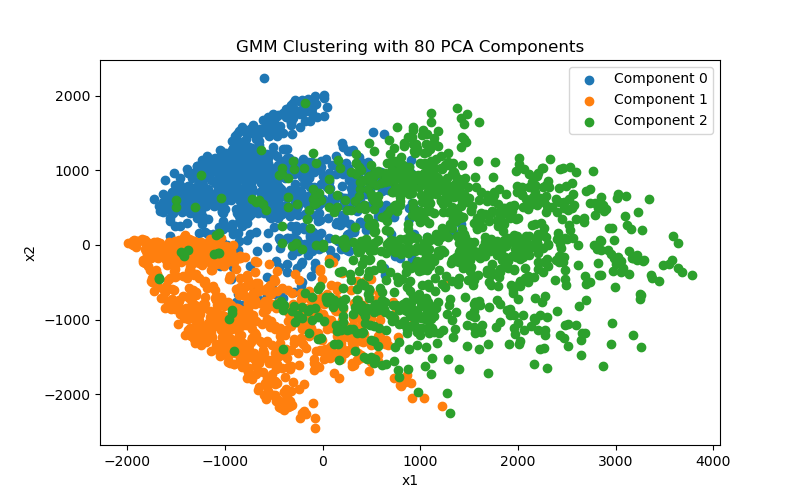 GMM Clustering with 80 PCA Components
Component 0
Component 1
Component 2
x2
2000
1000
0
−1000
−2000
−2000
−1000
0
1000
2000
3000
4000
x1